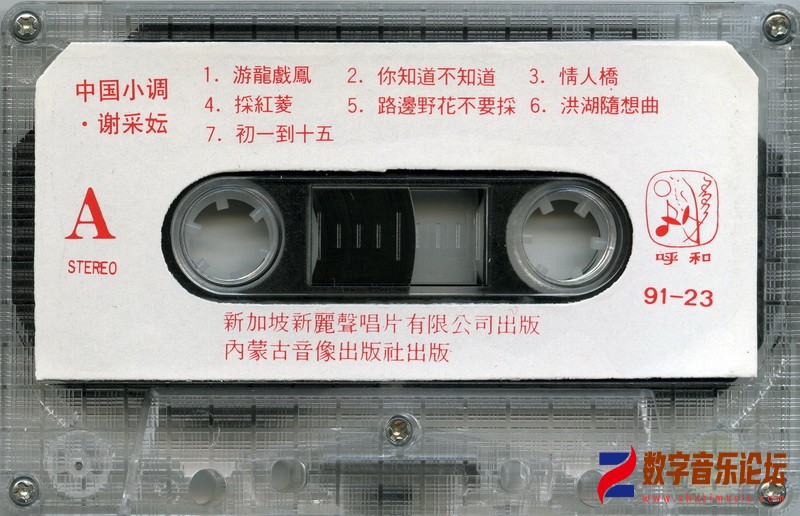 中国小调
·谢采妘
1. 游龍戲鳳 2. 你知道不知道 3. 情人橋
4. 採紅菱 5. 路邊野花不要採 6. 洪湖隨想曲
7. 初一到十五
A
STEREO
呼和
91-23
新加坡新麗聲唱片有限公司出版
內蒙古音像出版社出版
数字音乐论坛